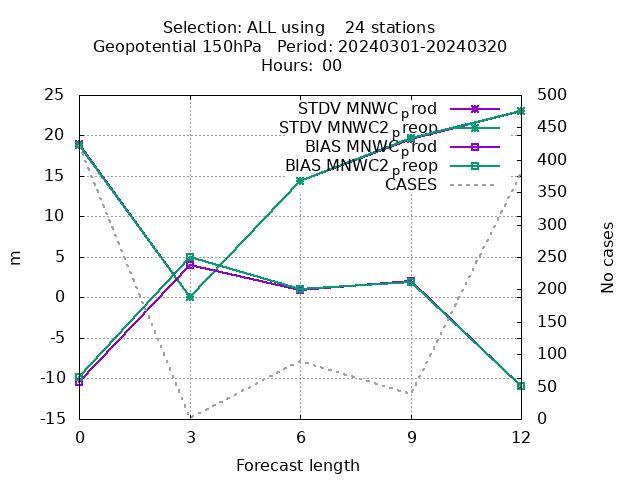 Selection: ALL using    24 stations
Geopotential 150hPa   Period: 20240301-20240320
Hours: 00
25 500
STDV MNWC_prod
STDV MNWC2_preop
BIAS MNWC_prod
BIAS MNWC2_preop
CASES
20 450
15 400
10 350
5 300
0 250
-5 200
-10 150
-15 100
50
0
m
No cases
0 3 6 9 12
Forecast length